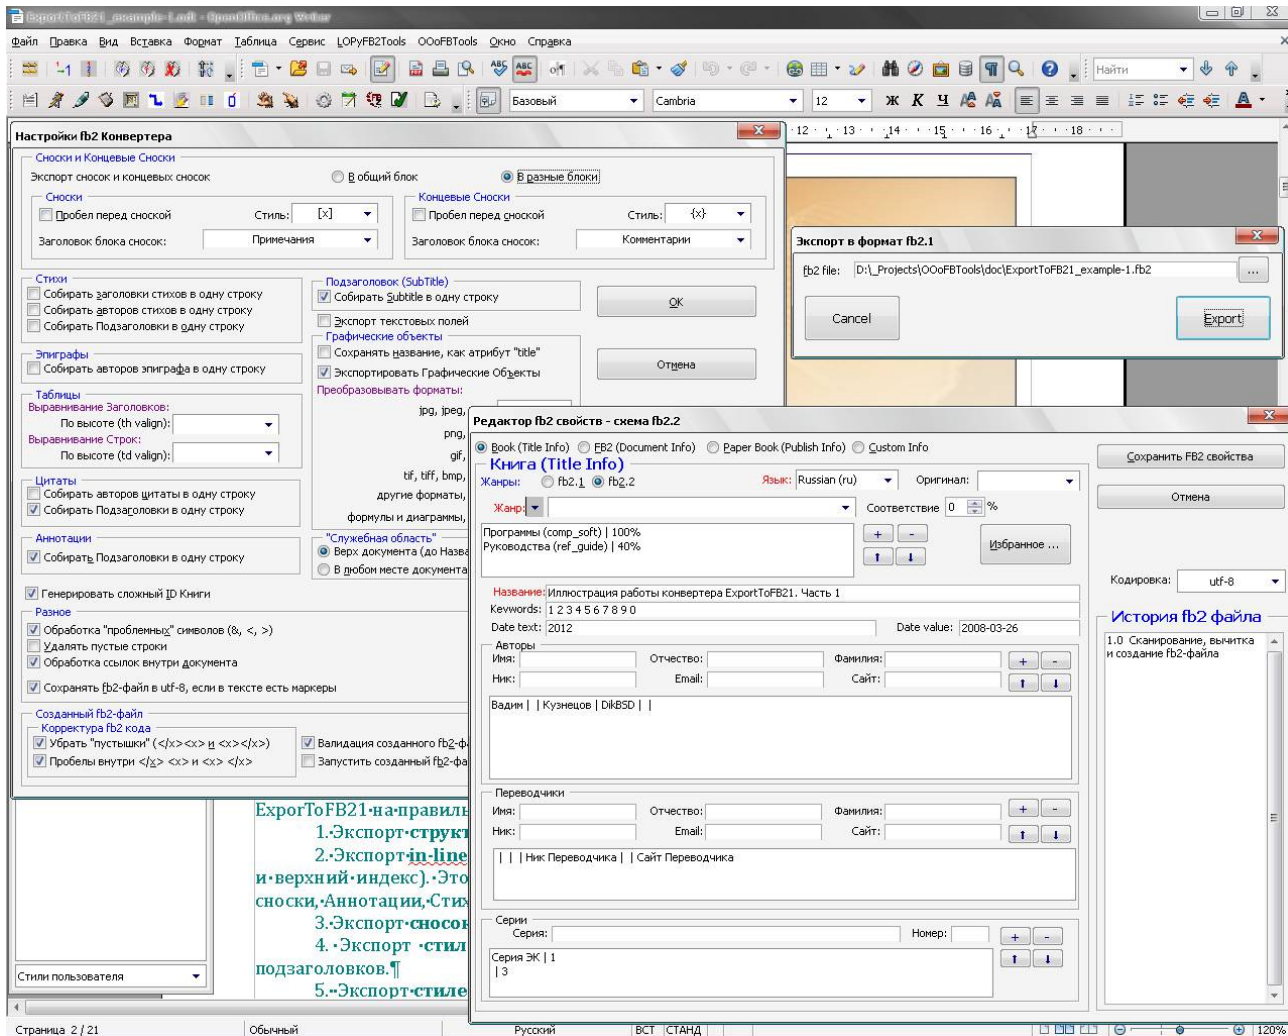 ExportToFB21_example-1.odt - OpenOffice.org Writer
Файл Правка Вид Вставка Формат Таблица Сервис LOPyFB2Tools OOoFBTools Окно Справка
Найти
Базовый Cambria 12 Ж К Ч
12 13 14 15 16 17 18
Настройки fb2 Конвертера
Сноски и Концевые Сноски
Экспорт сносок и концевых сносок В общий блок В разные блоки
Сноски
Пробел перед сноской Стиль: [x]
Заголовок блока сносок: Примечания
Концевые Сноски
Пробел перед сноской Стиль: {x}
Заголовок блока сносок: Комментарии
Стихи
Собирать заголовки стихов в одну строку
Собирать авторов стихов в одну строку
Собирать Подзаголовки в одну строку
Эпиграфы
Собирать авторов эпиграфа в одну строку
Таблицы
Выравнивание Заголовков:
По высоте (th valign):
Выравнивание Строк:
По высоте (td valign):
Цитаты
Собирать авторов цитаты в одну строку
Собирать Подзаголовки в одну строку
Аннотации
Собирать Подзаголовки в одну строку
Генерировать сложный ID Книги
Разное
Обработка "проблемных" символов (&, <, >)
Удалять пустые строки
Обработка ссылок внутри документа
Сохранять fb2-файл в utf-8, если в тексте есть маркеры
Созданный fb2-файл
Корректура fb2 кода
Убрать "пустышки" (</x><x> и <x></x>)
Пробелы внутри </x> <x> и <x> </x>
Валидация созданного fb2-фа
Запустить созданный fb2-фа
Подзаголовок (SubTitle)
Собирать Subtitle в одну строку
Экспорт текстовых полей
Графические объекты
Сохранять название, как атрибут "title"
Экспортировать Графические Объекты
Преобразовывать форматы:
jpg, jpeg,
png,
gif,
tif, tiff, bmp,
другие форматы,
формулы и диаграммы,
"Служебная область"
Верх документа (до Назва
В любом месте документа
OK
Отмена
Экспорт в формат fb2.1
fb2 file: D:\_Projects\OOoFBTools\doc\ExportToFB21_example-1.fb2 ...
Cancel Export
Редактор fb2 свойств - схема fb2.2
Book (Title Info) FB2 (Document Info) Paper Book (Publish Info) Custom Info
Книга (Title Info)
Жанры: fb2.1 fb2.2 Язык: Russian (ru) Оригинал:
Жанр: Соответствие 0 %
Программы (comp_soft) | 100%
Руководства (ref_guide) | 40%
+ -
Избранное ...
Название: Иллюстрация работы конвертера ExportToFB21. Часть 1
Keywords: 1 2 3 4 5 6 7 8 9 0
Date text: 2012 Date value: 2008-03-26
Авторы
Имя: Отчество: Фамилия: + -
Ник: Email: Сайт:
Вадим | | Кузнецов | DikBSD | |
Переводчики
Имя: Отчество: Фамилия: + -
Ник: Email: Сайт:
| | | Ник Переводчика | | Сайт Переводчика
Серии
Серия: Номер: + -
Серия ЭК | 1
| 3
Сохранить FB2 свойства
Отмена
Кодировка: utf-8
История fb2 файла
1.0 Сканирование, вычитка
и создание fb2-файла
ExporToFB21 на правиль
1. Экспорт структ
2. Экспорт in-line
и верхний индекс). Это
сноски, Аннотации, Стих
3. Экспорт сносок
4. Экспорт стил
подзаголовков.¶
5. Экспорт стиле
Стили пользователя
Страница 2 / 21 Обычный Русский ВСТ СТАНД 120%